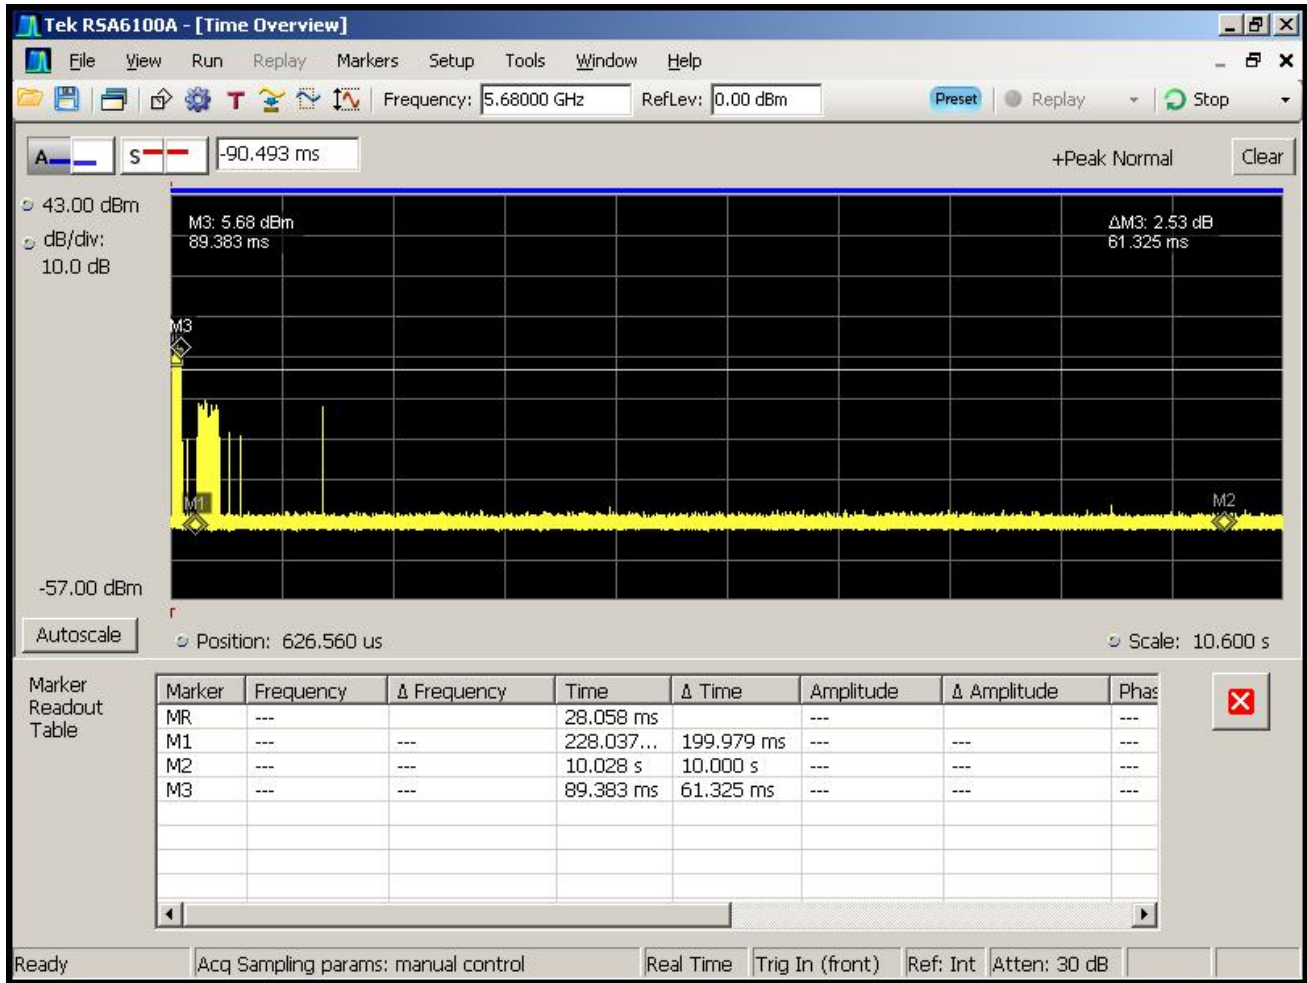 Tek RSA6100A - [Time Overview]
File View Run Replay Markers Setup Tools Window Help
T Frequency: 5.68000 GHz RefLev: 0.00 dBm Preset Replay Stop
A S -90.493 ms +Peak Normal Clear
43.00 dBm
dB/div:
10.0 dB
M3: 5.68 dBm
89.383 ms
ΔM3: 2.53 dB
61.325 ms
M3
M1
M2
-57.00 dBm
Autoscale
Position: 626.560 us
Scale: 10.600 s
Marker Readout Table
Marker Frequency Δ Frequency Time Δ Time Amplitude Δ Amplitude Phas
MR --- 28.058 ms --- ---
M1 --- --- 228.037... 199.979 ms --- --- ---
M2 --- --- 10.028 s 10.000 s --- --- ---
M3 --- --- 89.383 ms 61.325 ms --- --- ---
Ready Acq Sampling params: manual control Real Time Trig In (front) Ref: Int Atten: 30 dB